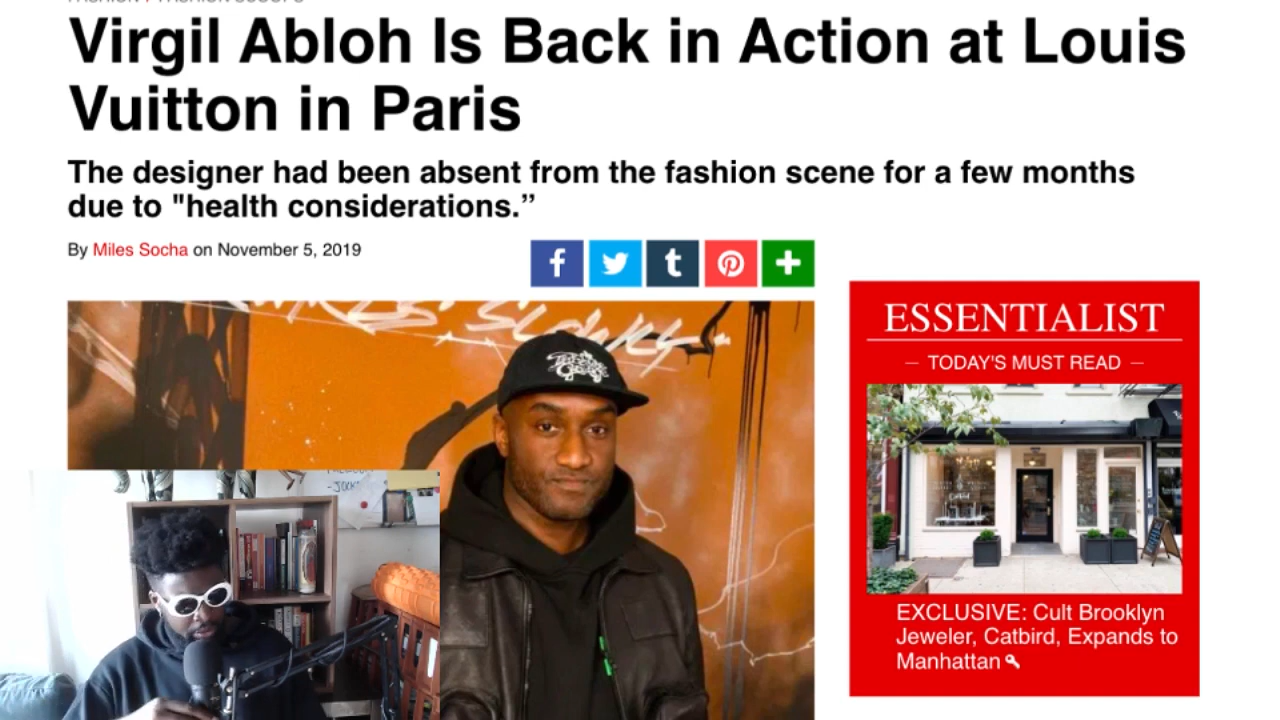 Virgil Abloh Is Back in Action at Louis
Vuitton in Paris
The designer had been absent from the fashion scene for a few months
due to "health considerations.”
By Miles Socha on November 5, 2019
ESSENTIALIST
— TODAY'S MUST READ —
EXCLUSIVE: Cult Brooklyn
Jeweler, Catbird, Expands to
Manhattan